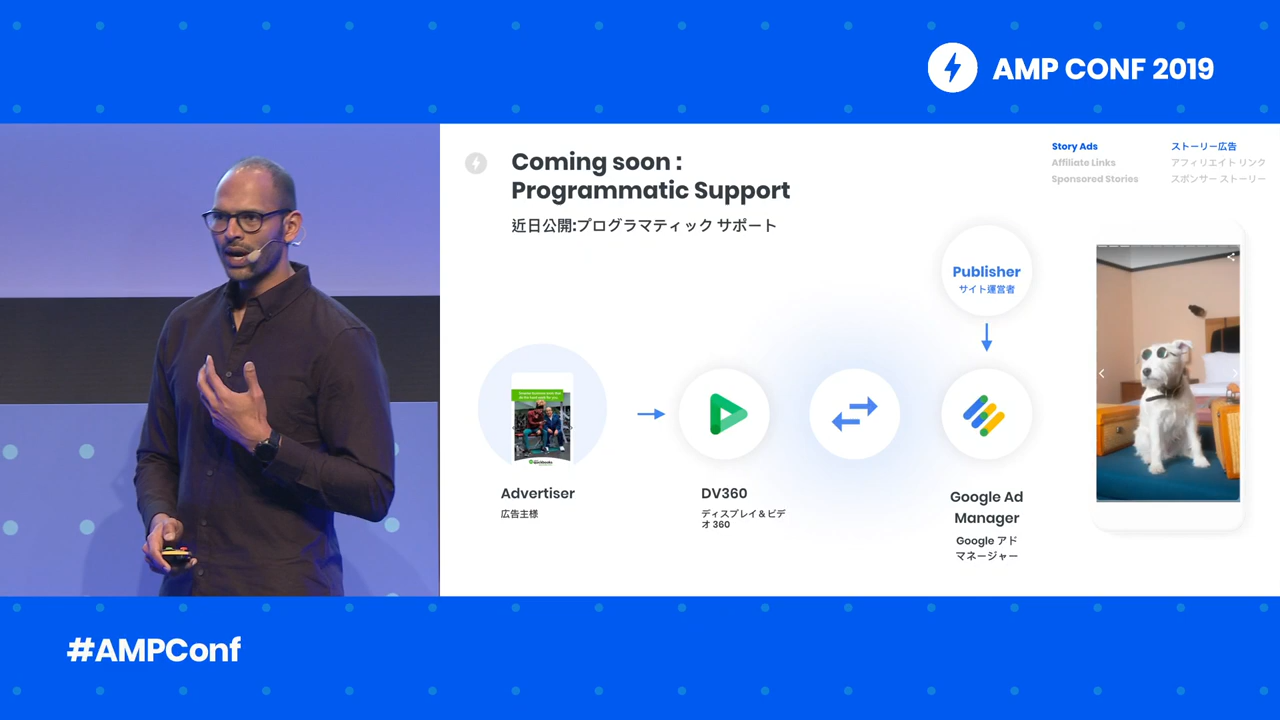 AMP CONF 2019
Coming soon :
Programmatic Support
近日公開:プログラマティック サポート
Story Ads
Affiliate Links
Sponsored Stories
ストーリー広告
アフィリエイト リンク
スポンサー ストーリー
Publisher
サイト運営者
Advertiser
広告主様
DV360
ディスプレイ&ビデ
オ 360
Google Ad
Manager
Google アド
マネージャー
#AMPConf